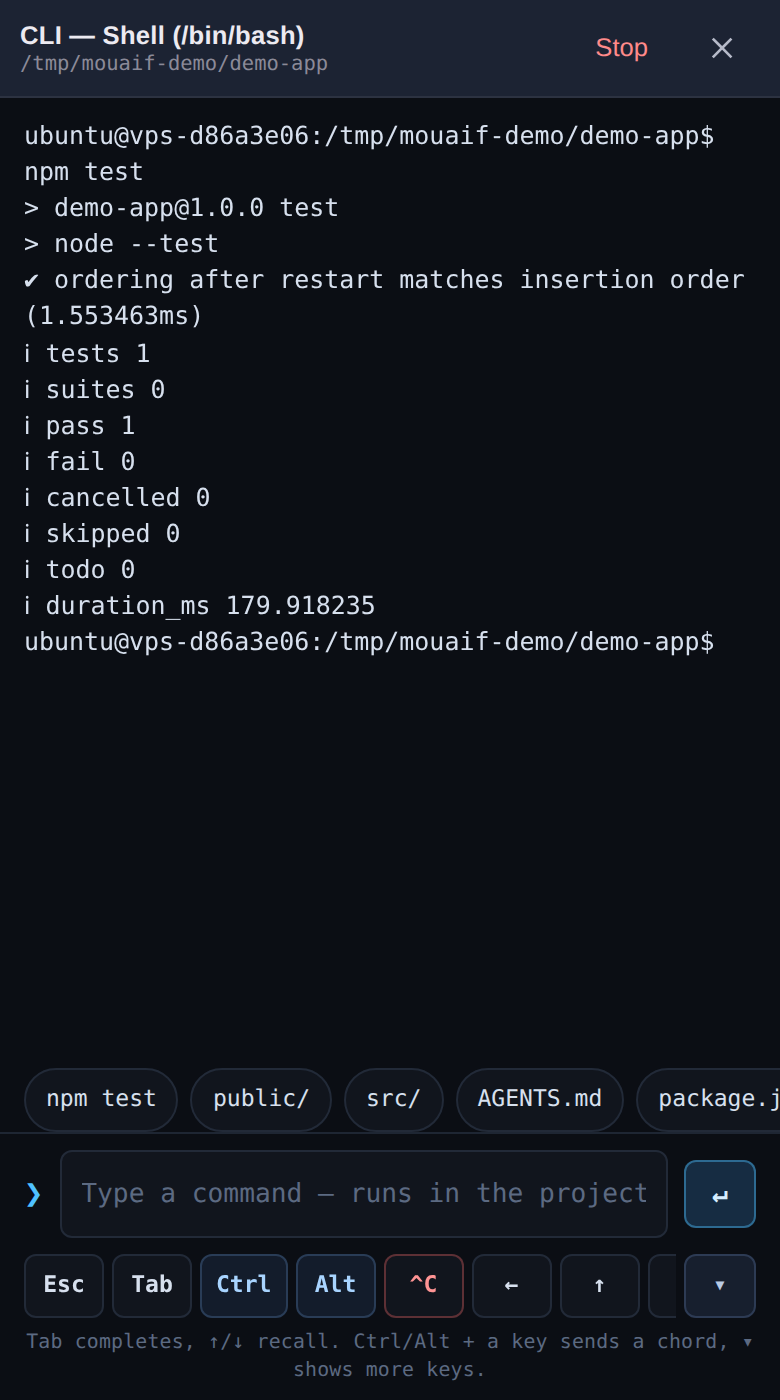 CLI — Shell (/bin/bash)
/tmp/mouaif-demo/demo-app
Stop
ubuntu@vps-d86a3e06:/tmp/mouaif-demo/demo-app$
npm test
> demo-app@1.0.0 test
> node --test
✔ ordering after restart matches insertion order
(1.553463ms)
ℹ tests 1
ℹ suites 0
ℹ pass 1
ℹ fail 0
ℹ cancelled 0
ℹ skipped 0
ℹ todo 0
ℹ duration_ms 179.918235
ubuntu@vps-d86a3e06:/tmp/mouaif-demo/demo-app$
npm test public/ src/ AGENTS.md package.j
❯ Type a command — runs in the project ↵
Esc Tab Ctrl Alt ^C ← ↑ ▾
Tab completes, ↑/↓ recall. Ctrl/Alt + a key sends a chord, ▾
shows more keys.